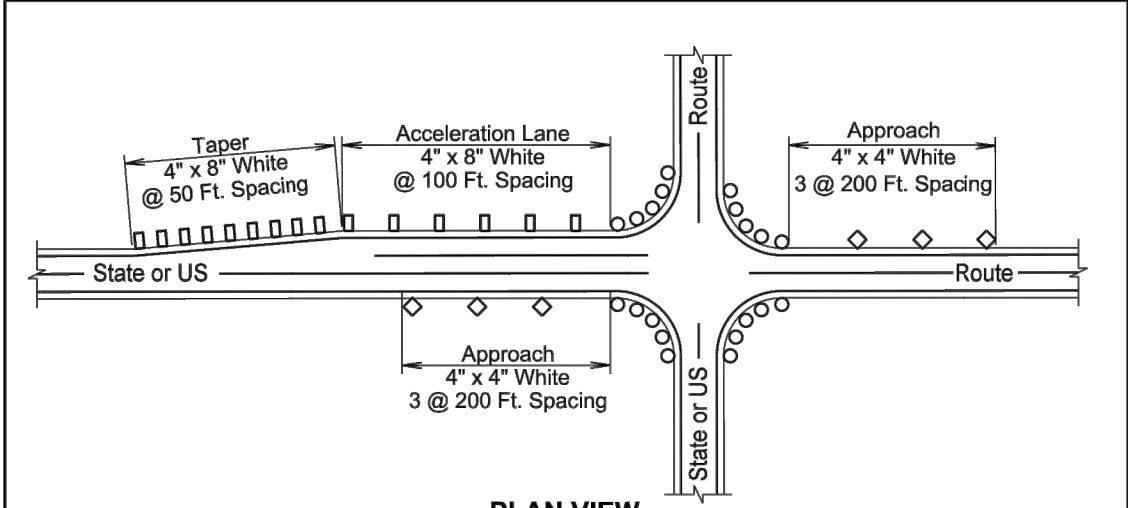 Taper
4" x 8" White
@ 50 Ft. Spacing
Acceleration Lane
4" x 8" White
@ 100 Ft. Spacing
Route
Approach
4" x 4" White
3 @ 200 Ft. Spacing
State or US
Route
Approach
4" x 4" White
3 @ 200 Ft. Spacing
State or US
PLAN VIEW